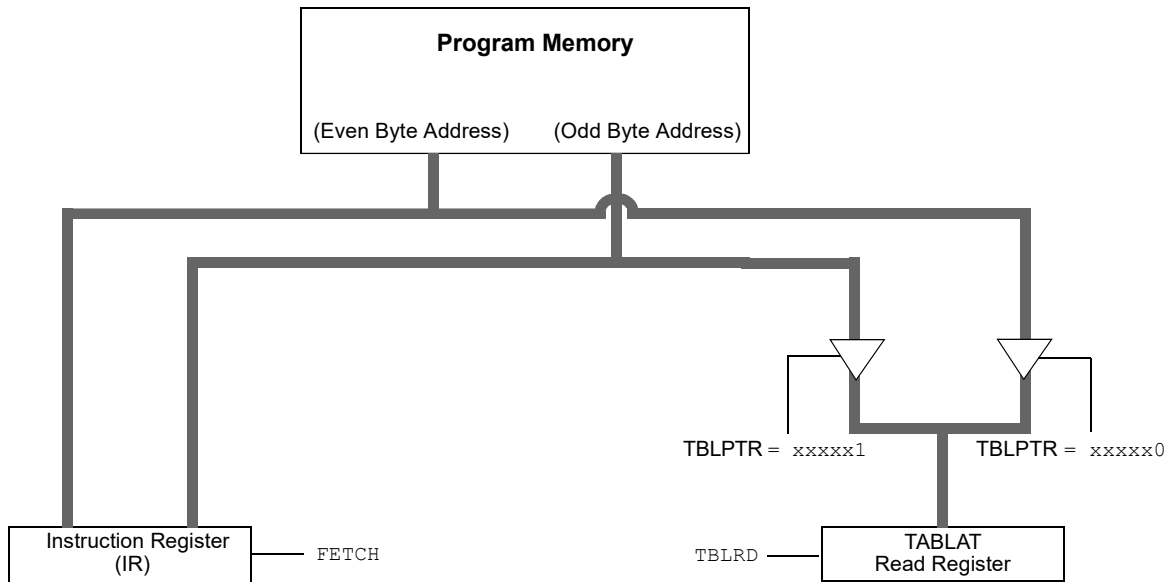 Program Memory
(Even Byte Address) (Odd Byte Address)
TBLPTR = xxxxx1
TBLPTR = xxxxx0
Instruction Register
(IR)
FETCH
TBLRD
TABLAT
Read Register